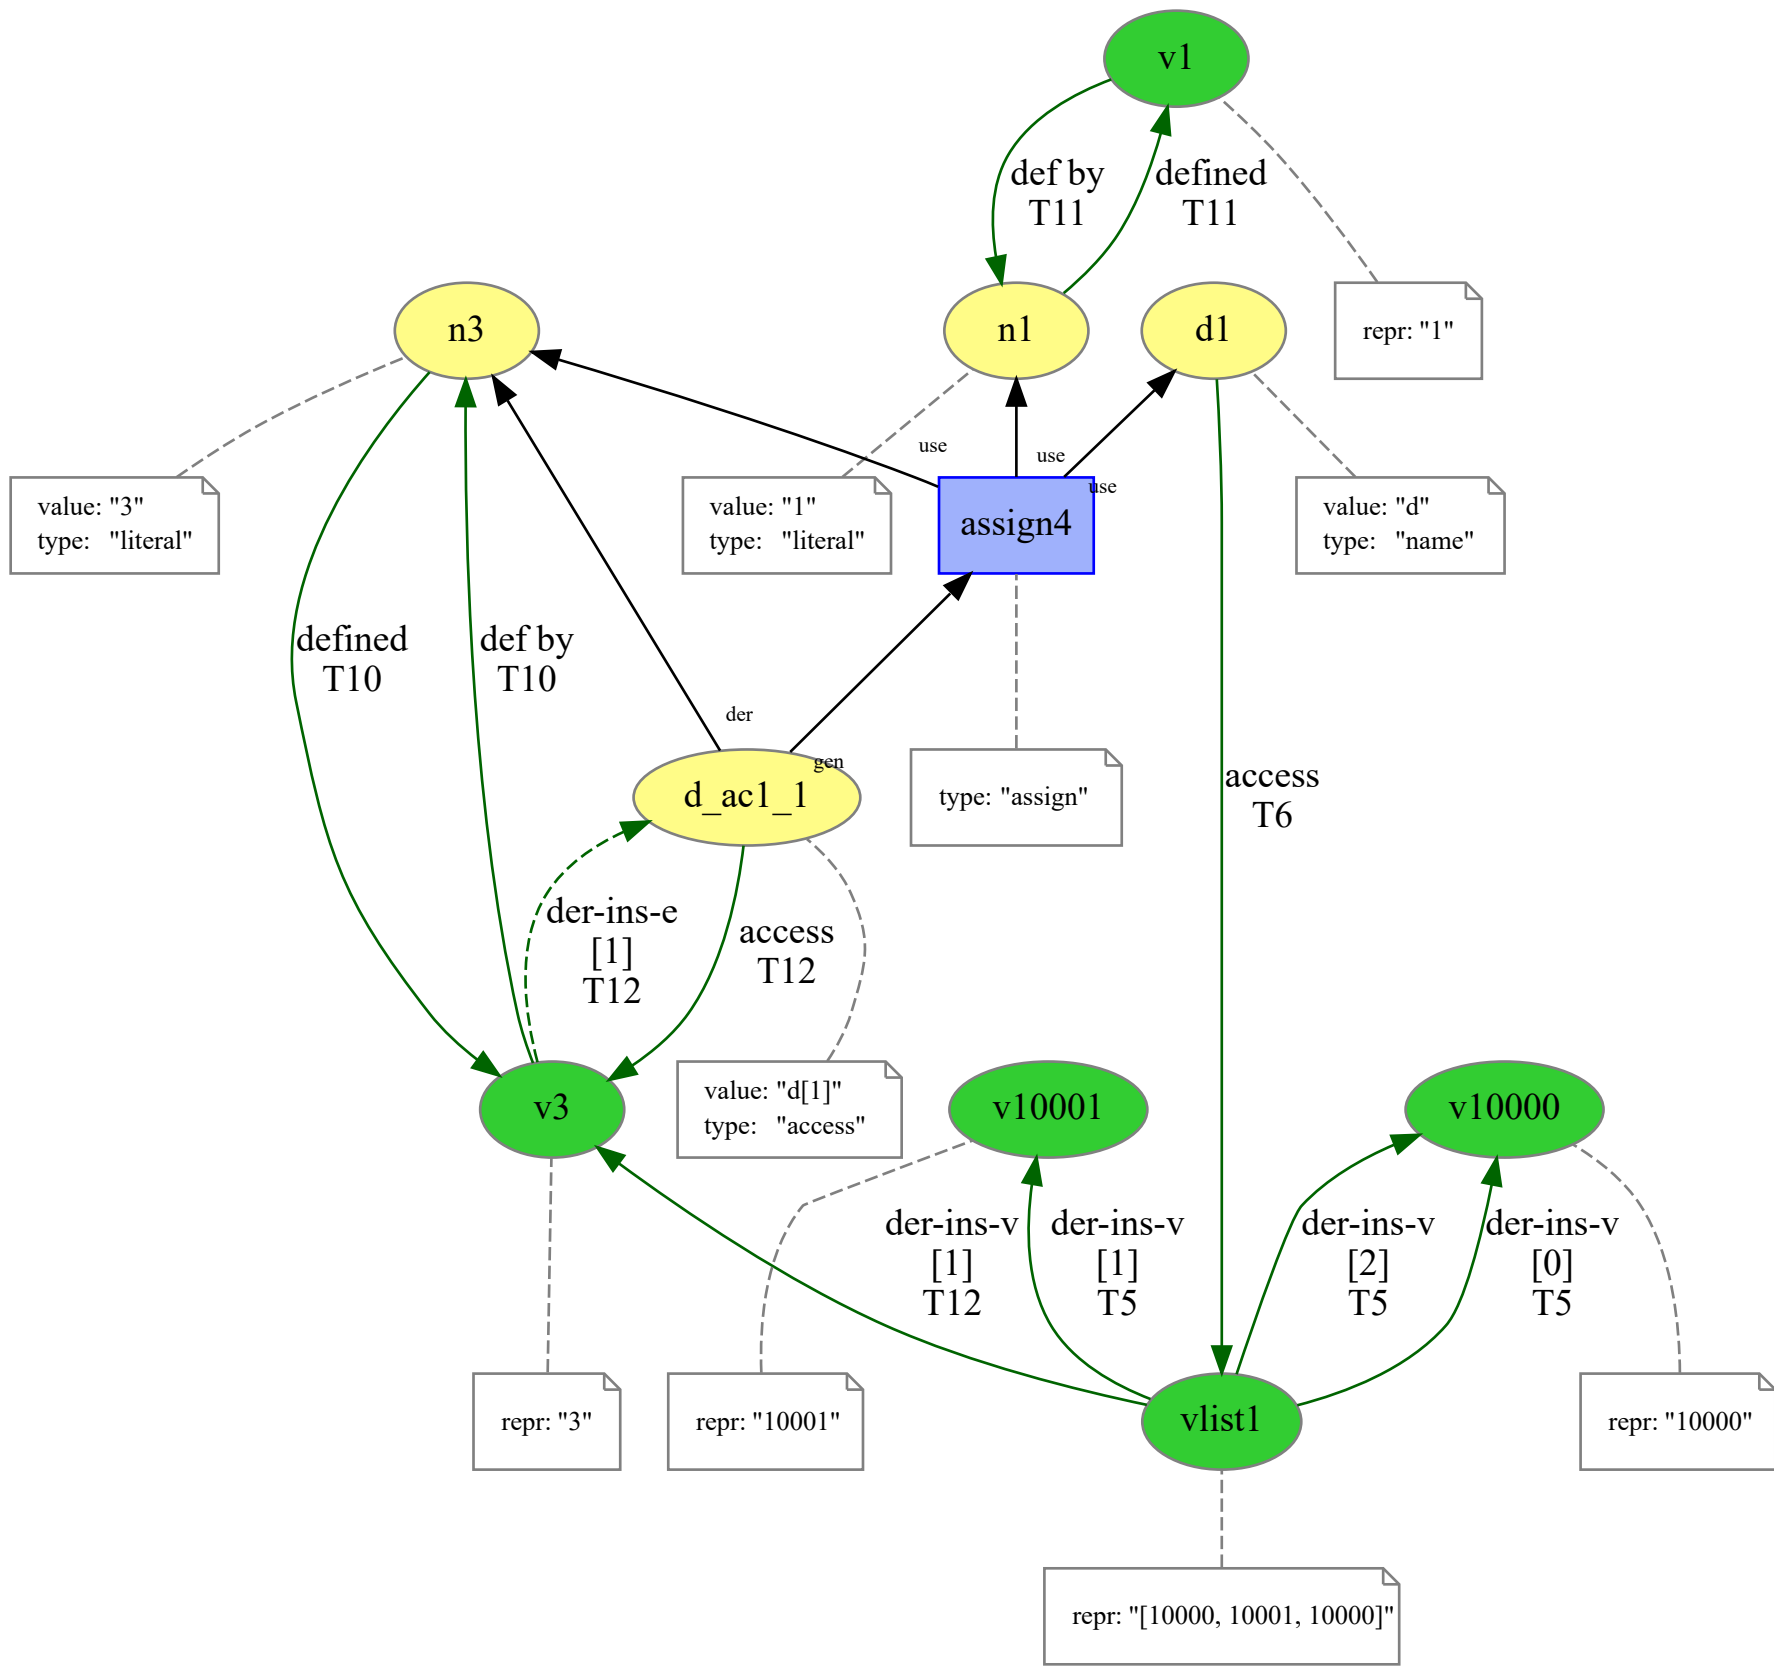 v1
def by
T11
defined
T11
n3
n1
d1
repr: "1"
use
use
use
value: "3"
type: "literal"
value: "1"
type: "literal"
assign4
value: "d"
type: "name"
defined
T10
def by
T10
der
gen
d_ac1_1
type: "assign"
access
T6
der-ins-e
[1]
T12
access
T12
v3
value: "d[1]"
type: "access"
v10001
v10000
der-ins-v
[1]
T12
der-ins-v
[1]
T5
der-ins-v
[2]
T5
der-ins-v
[0]
T5
repr: "3"
repr: "10001"
vlist1
repr: "10000"
repr: "[10000, 10001, 10000]"